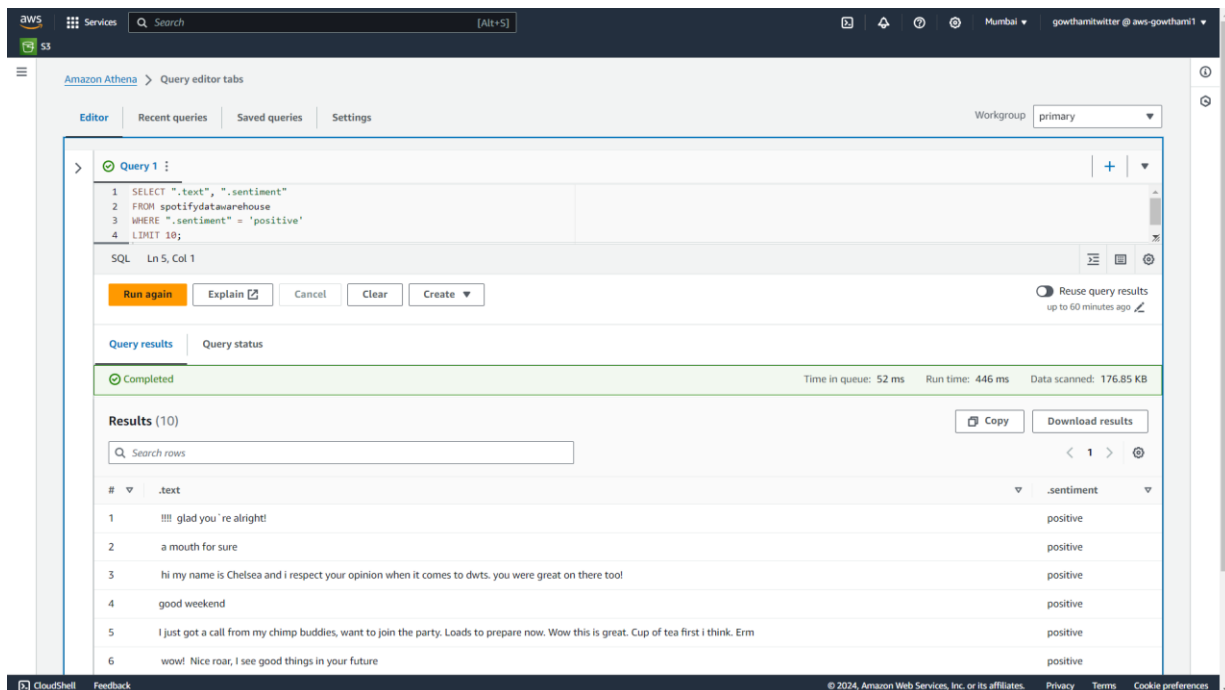 aws Services Search [Alt+S] Mumbai gowthamitwitter @ aws-gowthami1
S3
Amazon Athena > Query editor tabs
Editor Recent queries Saved queries Settings Workgroup primary
Query 1
1 SELECT ".text", ".sentiment"
2 FROM spotifydatawarehouse
3 WHERE ".sentiment" = 'positive'
4 LIMIT 10;
SQL Ln 5, Col 1
Run again Explain Cancel Clear Create Reuse query results
up to 60 minutes ago
Query results Query status
Completed Time in queue: 52 ms Run time: 446 ms Data scanned: 176.85 KB
Results (10) Copy Download results
Search rows < 1 >
# .text .sentiment
1 !!!! glad you`re alright! positive
2 a mouth for sure positive
3 hi my name is Chelsea and i respect your opinion when it comes to dwts. you were great on there too! positive
4 good weekend positive
5 I just got a call from my chimp buddies, want to join the party. Loads to prepare now. Wow this is great. Cup of tea first i think. Erm positive
6 wow! Nice roar, I see good things in your future positive
CloudShell Feedback © 2024, Amazon Web Services, Inc. or its affiliates. Privacy Terms Cookie preferences